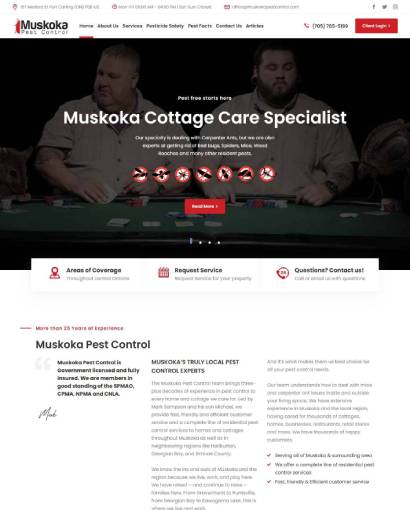 Mon-Fri 09:00 AM - 04:00 PM | Sat-Sun Closed
Muskoka
Pest Control
Home About Us Services Pesticide Safety Pest Facts Contact Us Articles
(705) 765-5199
Client login
Pest free starts here
Muskoka Cottage Care Specialist
Our specialty is dealing with Carpenter Ants, but we are also
experts at getting rid of Bed bugs, Spiders, Mice, Wood
Roaches and many other resident pests.
Read More
Areas of Coverage
Throughout central Ontario
Request Service
Request Service for your property
Questions? Contact us!
Call or email us with questions
More than 25 Years of Experience
Muskoka Pest Control
Muskoka Pest Control is
Government licensed and fully
insured. We are members in
good standing of the SPMAO,
CPMA, NPMA and CNLA.
MUSKOKA'S TRULY LOCAL PEST
CONTROL EXPERTS
The Muskoka Pest Control team brings three-
plus decades of experience in pest control to
every home and cottage we care for. Led by
Mark Sampson and his son Michael, we
provide fast, friendly and efficient customer
service and a complete line of residential pest
control services to homes and cottages
throughout Muskoka as well as in
neighbouring regions like Haliburton,
Georgian Bay, and Simcoe County.
We know the ins and outs of Muskoka and the
region because we live, work, and play here.
We have raised – and continue to raise –
families here. From Gravenhurst to Huntsville,
from Georgian Bay to Kawagama Lake, this is
where we live and work.
And it's what makes them us best choice for
all your pest control needs.
Our team understands how to deal with mice
and carpenter ant issues inside and outside
your living space. We have extensive
experience in Muskoka and the local region,
having cared for thousands of cottages,
homes, businesses, restaurants, retail stores
and more. We have thousands of happy
customers.
Serving all of Muskoka & surrounding area
We offer a complete line of residential pest
control services
Fast, friendly & Efficient customer service